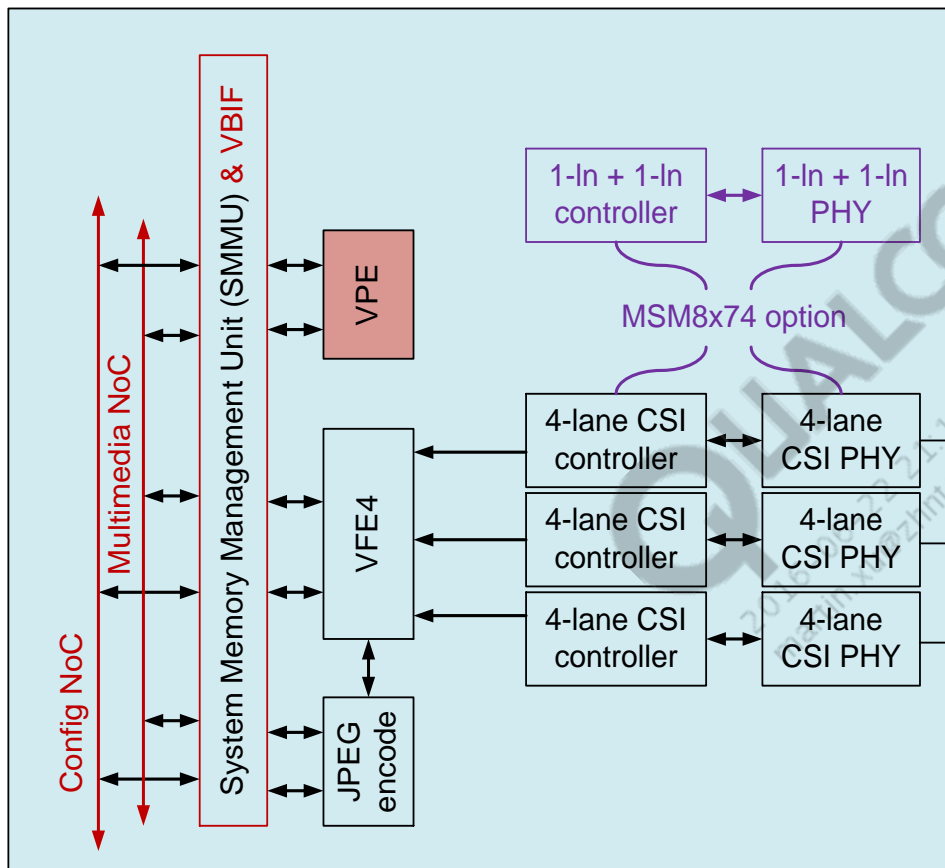 Config NoC
Multimedia NoC
System Memory Management Unit (SMMU) & VBIF
VPE
VFE4
JPEG
encode
1-ln + 1-ln
controller
1-ln + 1-ln
PHY
MSM8x74 option
4-lane CSI
controller
4-lane
CSI PHY
4-lane CSI
controller
4-lane
CSI PHY
4-lane CSI
controller
4-lane
CSI PHY
QUALCO